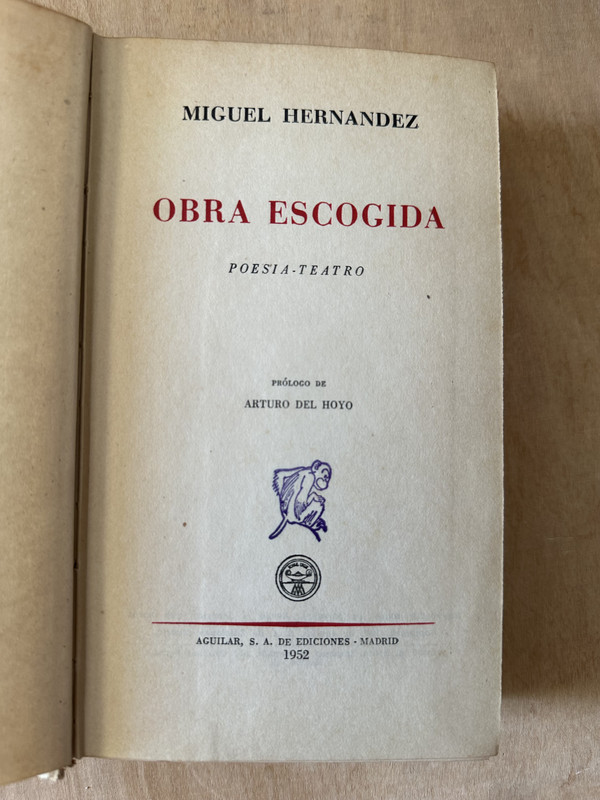 MIGUEL HERNANDEZ
OBRA ESCOGIDA
POESIA-TEATRO
PRÓLOGO DE
ARTURO DEL HOYO
AGUILAR, S. A. DE EDICIONES - MADRID
1952